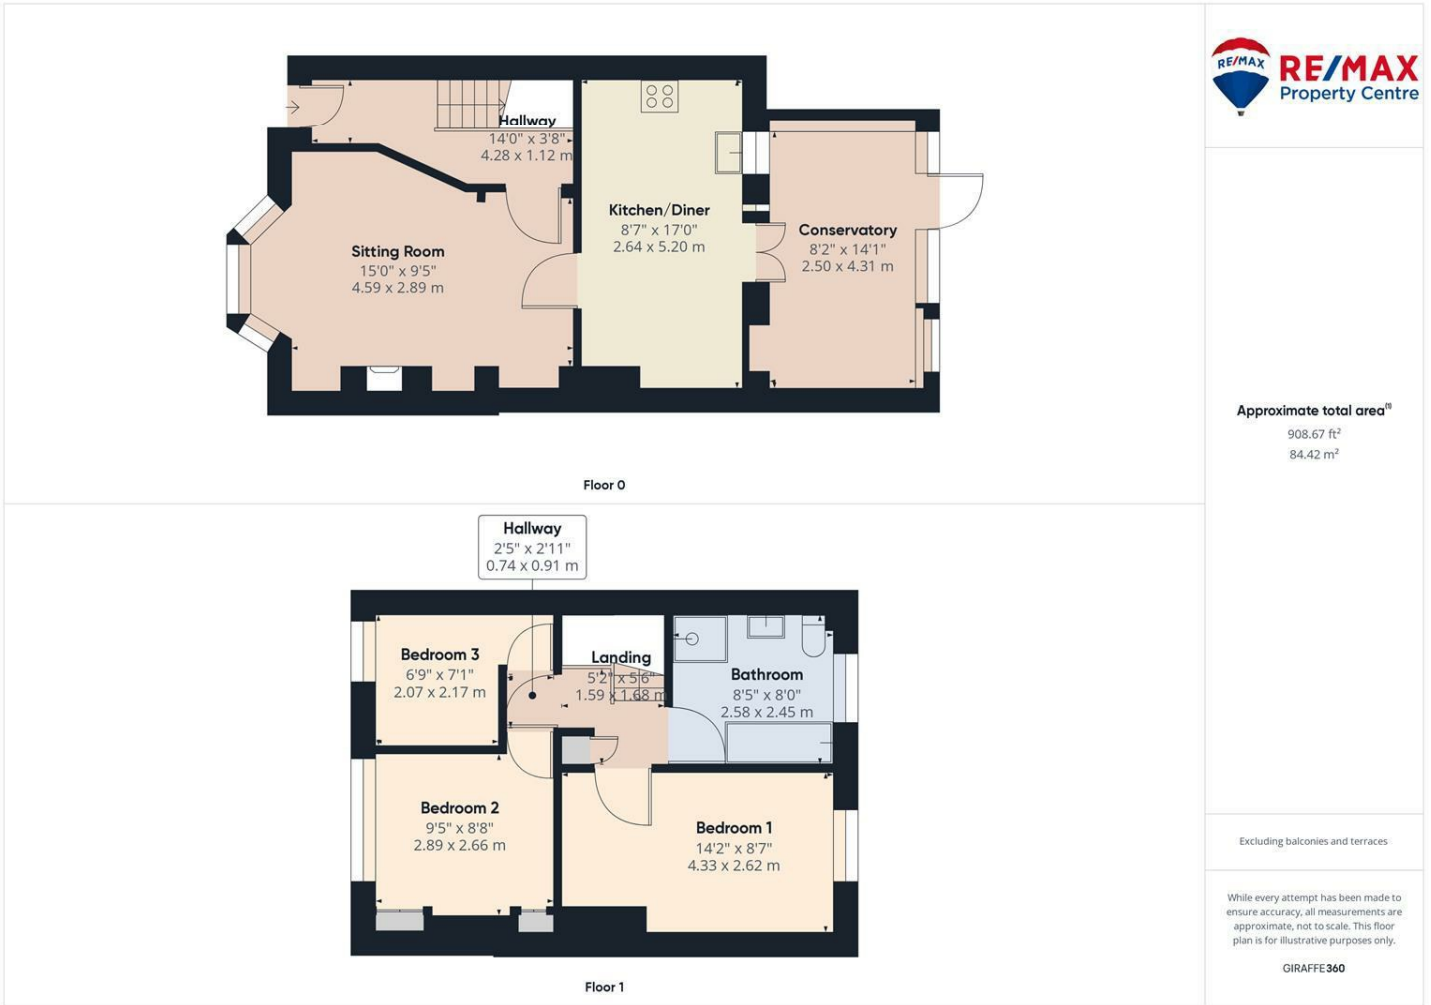 Hallway
14'0" x 3'8"
4.28 x 1.12 m
Kitchen/Diner
8'7" x 17'0"
2.64 x 5.20 m
Conservatory
8'2" x 14'1"
2.50 x 4.31 m
Sitting Room
15'0" x 9'5"
4.59 x 2.89 m
Floor 0
Hallway
2'5" x 2'11"
0.74 x 0.91 m
Bedroom 3
6'9" x 7'1"
2.07 x 2.17 m
Landing
5'2" x 5'6"
1.59 x 1.68 m
Bathroom
8'5" x 8'0"
2.58 x 2.45 m
Bedroom 2
9'5" x 8'8"
2.89 x 2.66 m
Bedroom 1
14'2" x 8'7"
4.33 x 2.62 m
Floor 1
RE/MAX
RE/MAX
Property Centre
Approximate total area(1)
908.67 ft²
84.42 m²
Excluding balconies and terraces
While every attempt has been made to
ensure accuracy, all measurements are
approximate, not to scale. This floor
plan is for illustrative purposes only.
GIRAFFE360